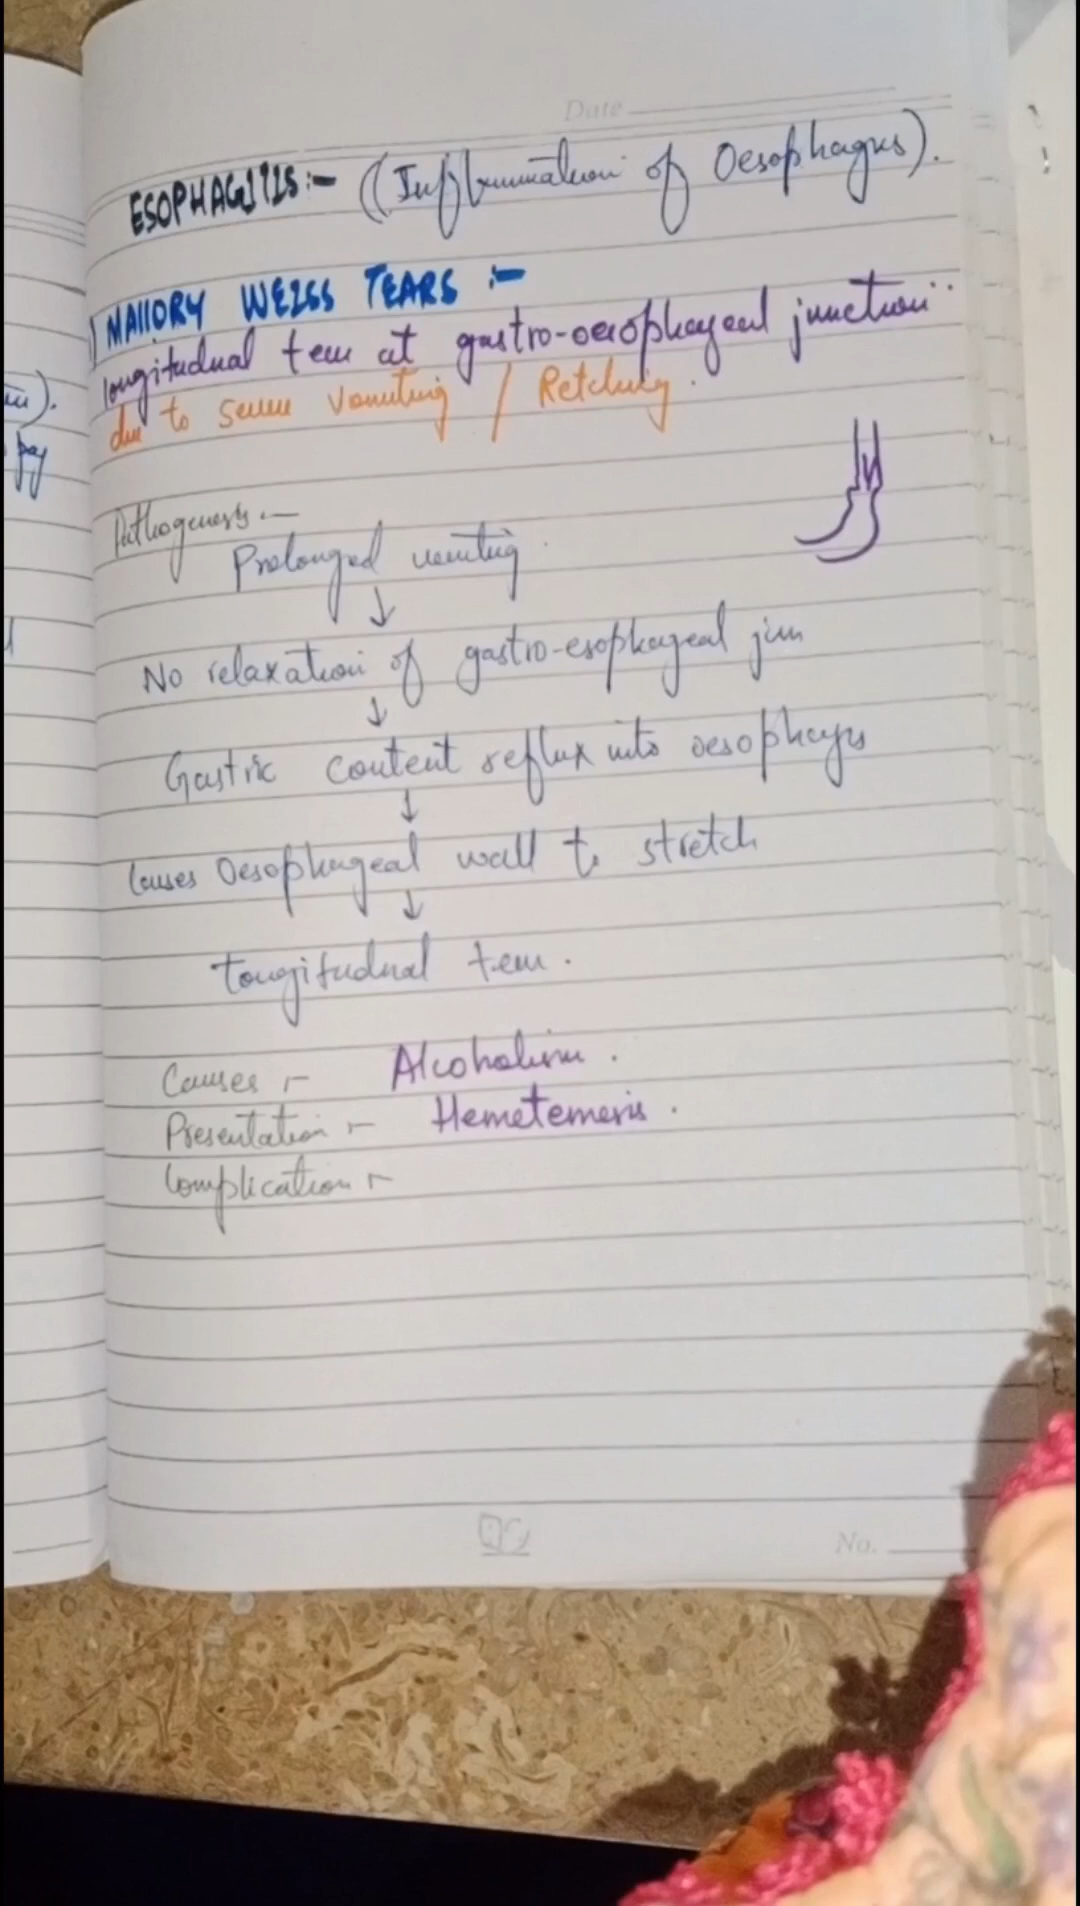 Date
ESOPHAGITIS:- (Inflammation of Oesophagus).
MALLORY WEISS TEARS :-
longitudual tear at gastro-oesophageal junction
due to severe vomiting / Retching.
Pathogenesis -
Prolonged vomiting
↓
No relaxation of gastro-esophageal jun
↓
Gastric content reflux into oesophagus
↓
Causes Oesophageal wall to stretch
↓
longitudual tear.
Causes :- Alcoholism.
Presentation :- Hemetemesis.
Complication :-
No.